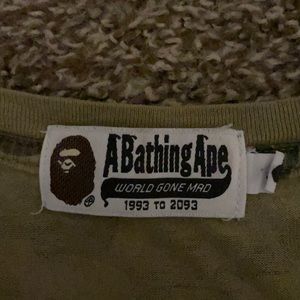 A Bathing Ape
WORLD GONE MAD
1993 TO 2093
®